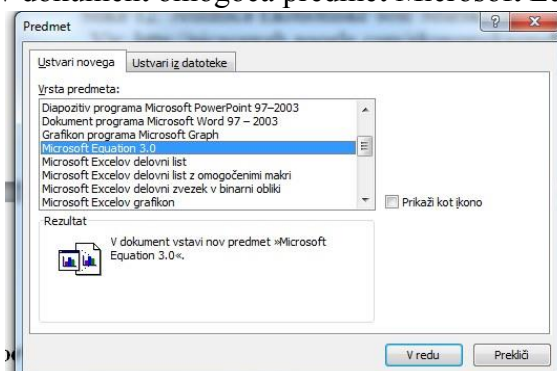 dokument omogoča predmet Microsoft
Predmet
Ustvari novega
Ustvari iz datoteke
Vrsta predmeta:
Diapozitiv programa Microsoft PowerPoint 97–2003
Dokument programa Microsoft Word 97 – 2003
Grafikon programa Microsoft Graph
Microsoft Equation 3.0
Microsoft Excelov delovni list
Microsoft Excelov delovni list z omogočenimi makri
Microsoft Excelov delovni zvezek v binarni obliki
Microsoft Excelov grafikon
Prikaži kot ikono
Rezultat
V dokument vstavi nov predmet »Microsoft
Equation 3.0«.
V redu
Prekliči